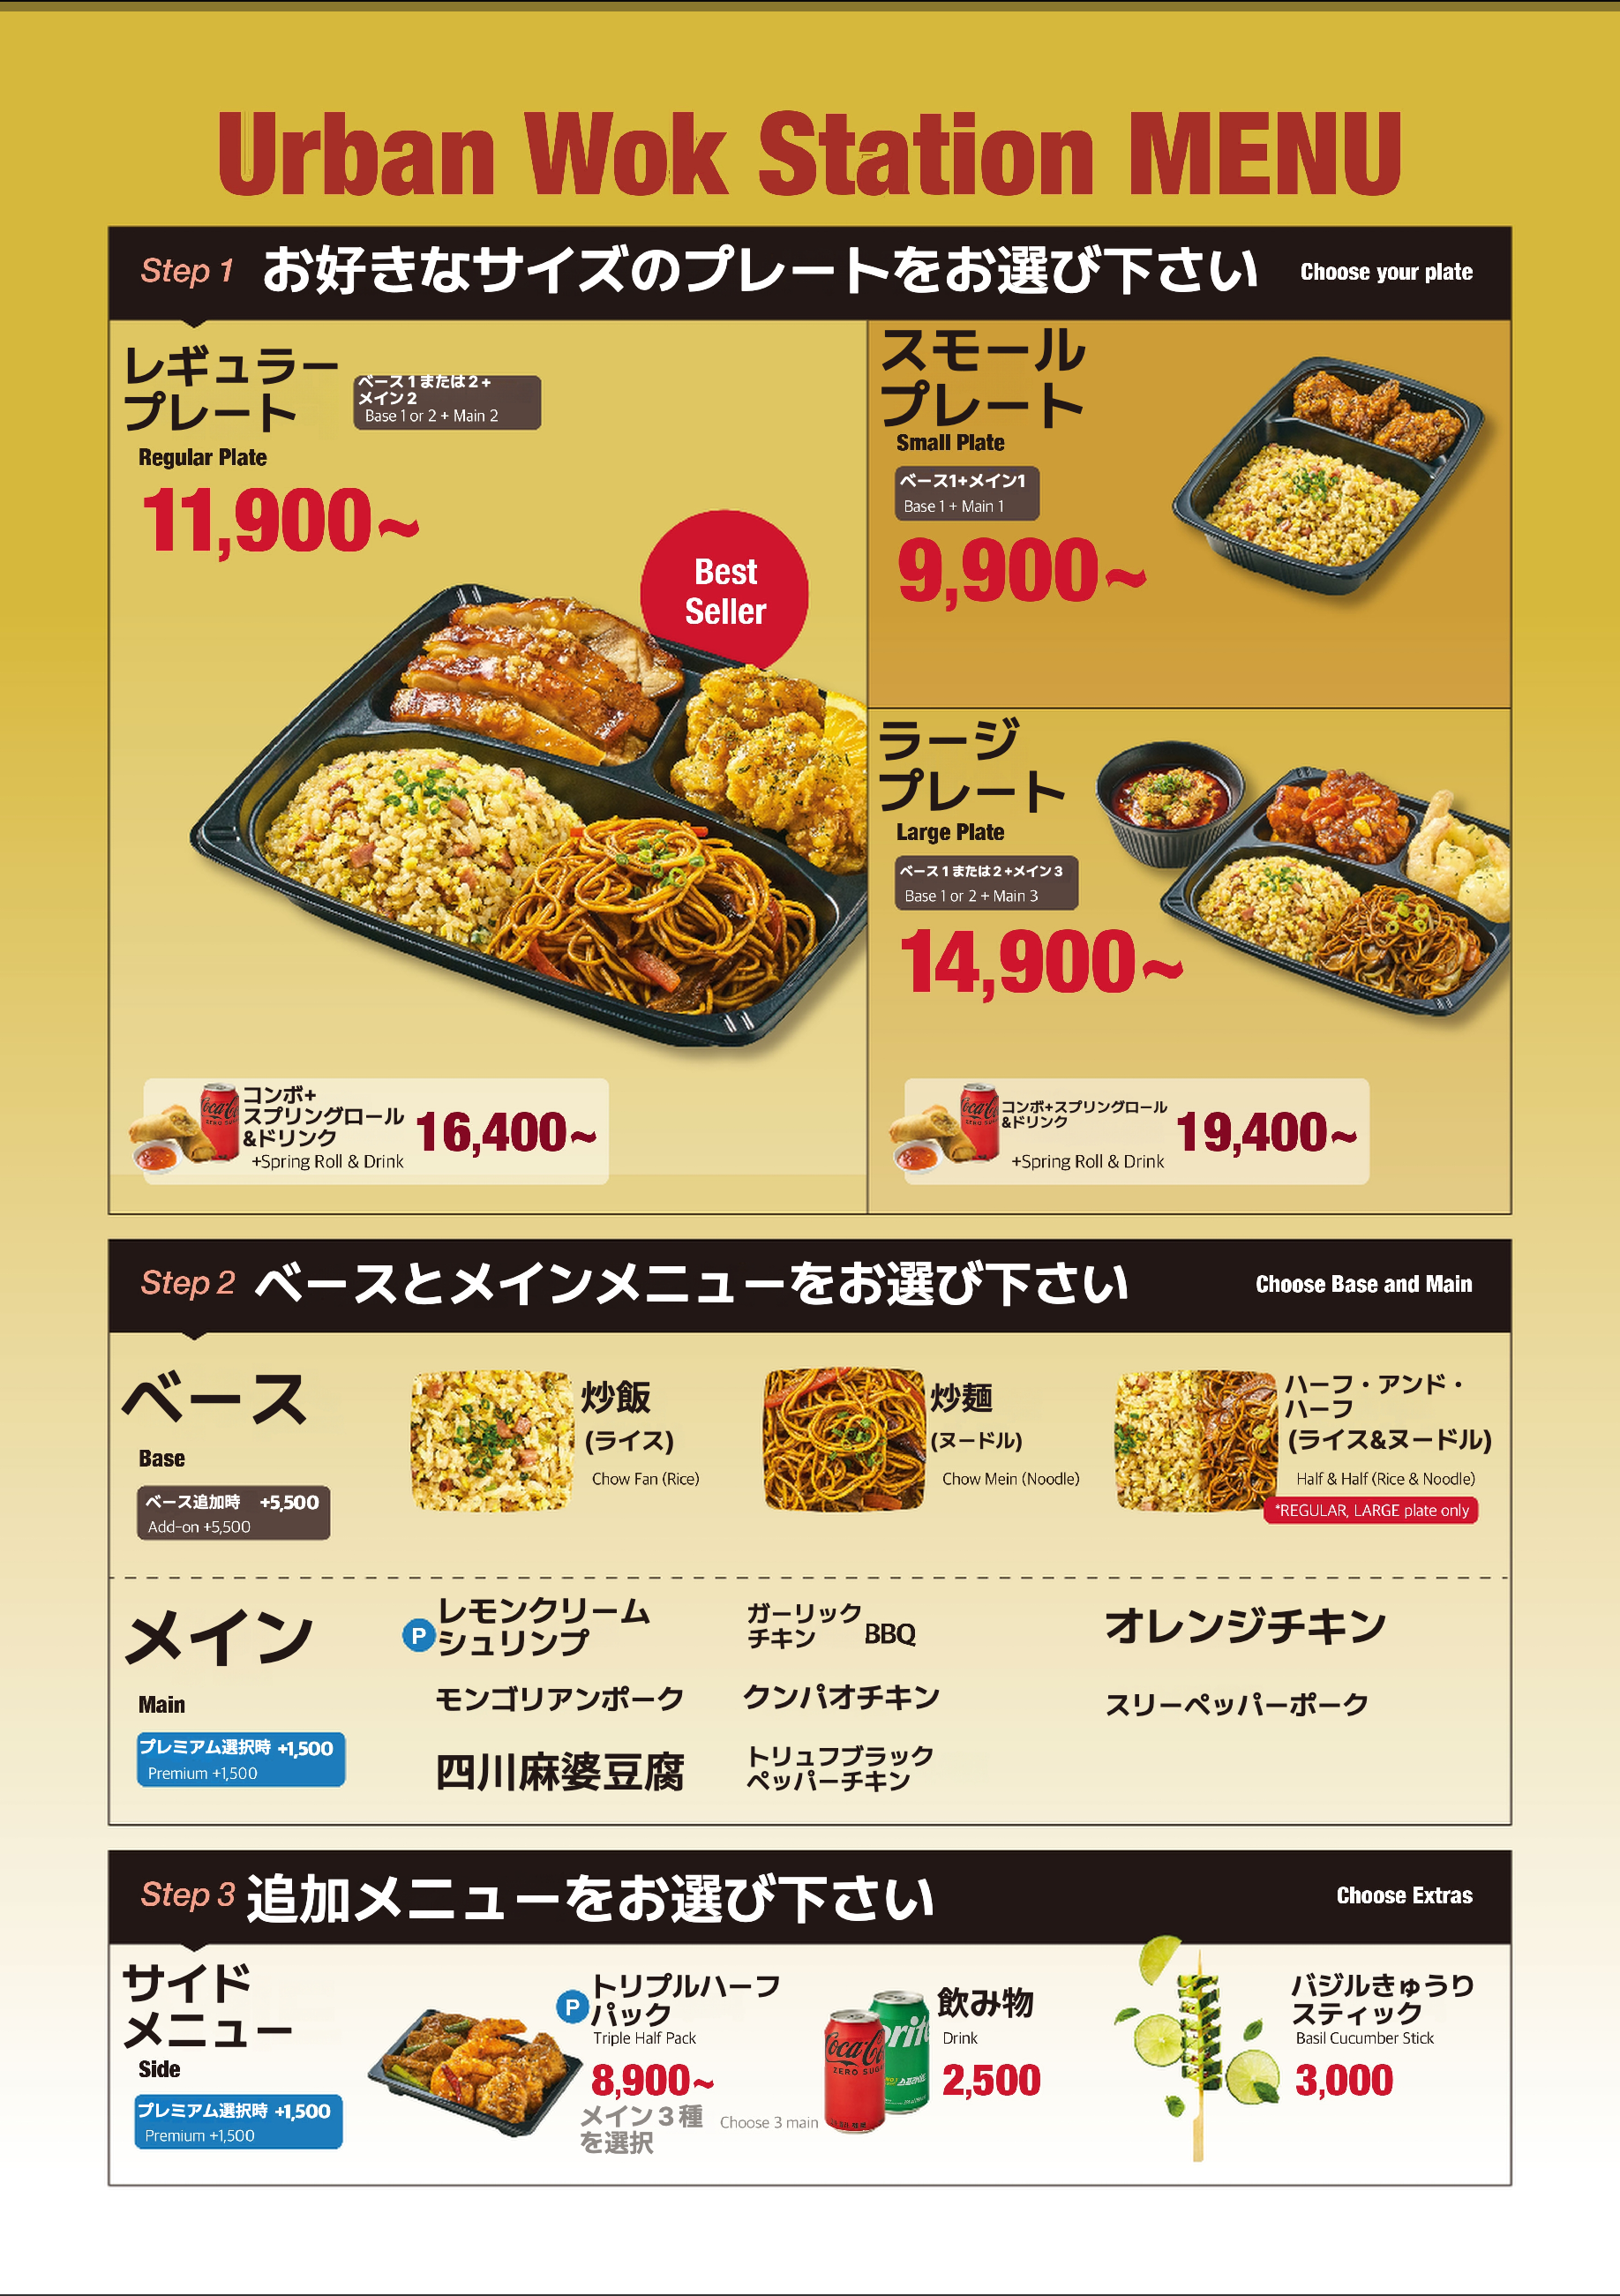 Urban Wok Station MENU
Step 1 お好きなサイズのプレートをお選び下さい Choose your plate
レギュラー
プレート
ベース1または2+
メイン2
Base 1 or 2 + Main 2
Regular Plate
11,900~
Best
Seller
コンボ+
スプリングロール
&ドリンク
+Spring Roll & Drink
16,400~
スモール
プレート
Small Plate
ベース1+メイン1
Base 1 + Main 1
9,900~
ラージ
プレート
Large Plate
ベース1または2+メイン3
Base 1 or 2 + Main 3
14,900~
コンボ+スプリングロール
&ドリンク
+Spring Roll & Drink
19,400~
Step 2 ベースとメインメニューをお選び下さい Choose Base and Main
ベース
Base
ベース追加時 +5,500
Add-on +5,500
炒飯
(ライス)
Chow Fan (Rice)
炒麺
(ヌードル)
Chow Mein (Noodle)
ハーフ・アンド・
ハーフ
(ライス&ヌードル)
Half & Half (Rice & Noodle)
*REGULAR, LARGE plate only
メイン
Main
プレミアム選択時 +1,500
Premium +1,500
P レモンクリーム
シュリンプ
ガーリック
チキン BBQ
オレンジチキン
モンゴリアンポーク
クンパオチキン
スリーペッパーポーク
四川麻婆豆腐
トリュフブラック
ペッパーチキン
Step 3 追加メニューをお選び下さい Choose Extras
サイド
メニュー
Side
プレミアム選択時 +1,500
Premium +1,500
P トリプルハーフ
パック
Triple Half Pack
8,900~
メイン3種
を選択
Choose 3 main
Coca-Co
ZERO SUGA
飲み物
Drink
2,500
バジルきゅうり
スティック
Basil Cucumber Stick
3,000